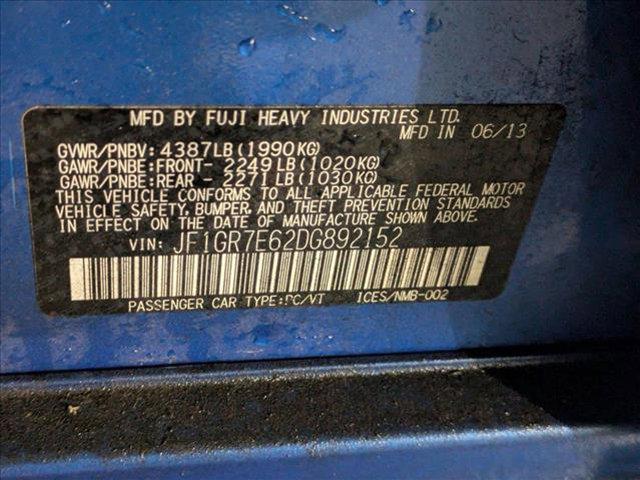 MFD BY FUJI HEAVY INDUSTRIES LTD.
MFD IN 06/13
GVWR/PNBV: 4387LB(1990KG)
GAWR/PNBE:FRONT- 2249LB(1020KG)
GAWR/PNBE:REAR - 2271LB(1030KG)
THIS VEHICLE CONFORMS TO ALL APPLICABLE FEDERAL MOTOR
VEHICLE SAFETY, BUMPER, AND THEFT PREVENTION STANDARDS
IN EFFECT ON THE DATE OF MANUFACTURE SHOWN ABOVE.
VIN: JF1GR7E62DG892152
PASSENGER CAR TYPE:PC/VT ICES/NMB-002